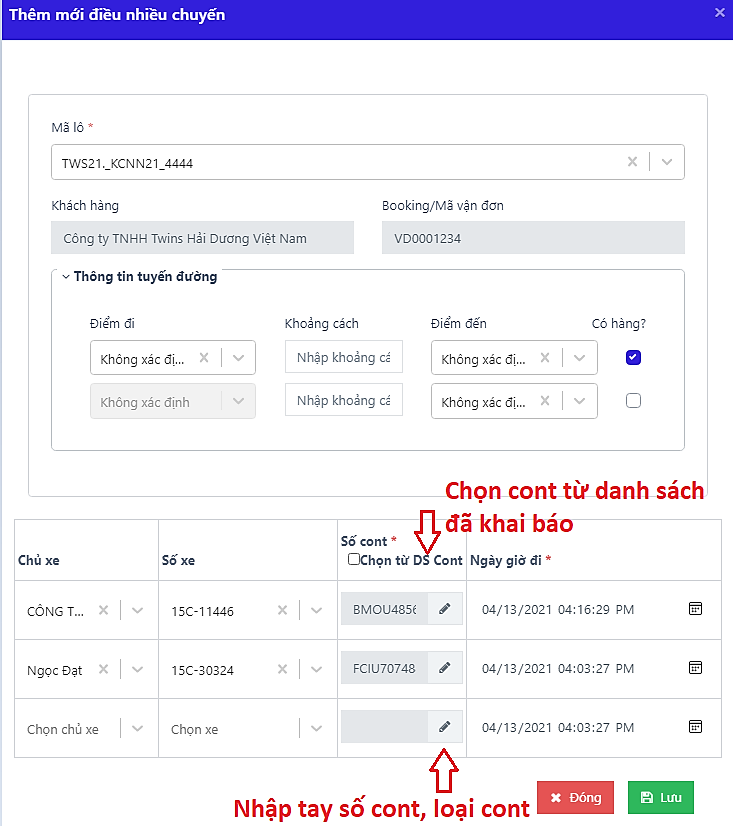 Thêm mới điều nhiều chuyến
Mã lô *
TWS21._KCNN21_4444
Khách hàng
Booking/Mã vận đơn
Công ty TNHH Twins Hải Dương Việt Nam
VD0001234
Thông tin tuyến đường
Điểm đi
Khoảng cách
Điểm đến
Có hàng?
Không xác đị...
Nhập khoảng cá
Không xác đị...
Không xác định
Nhập khoảng cá
Không xác đị...
Chọn cont từ danh sách
đã khai báo
Chủ xe
Số xe
Số cont *
Chọn từ DS Cont
Ngày giờ đi *
CÔNG T...
15C-11446
BMOU4856
04/13/2021 04:16:29 PM
Ngọc Đạt
15C-30324
FCIU70748
04/13/2021 04:03:27 PM
Chọn chủ xe
Chọn xe
04/13/2021 04:03:27 PM
Nhập tay số cont, loại cont
Đóng
Lưu